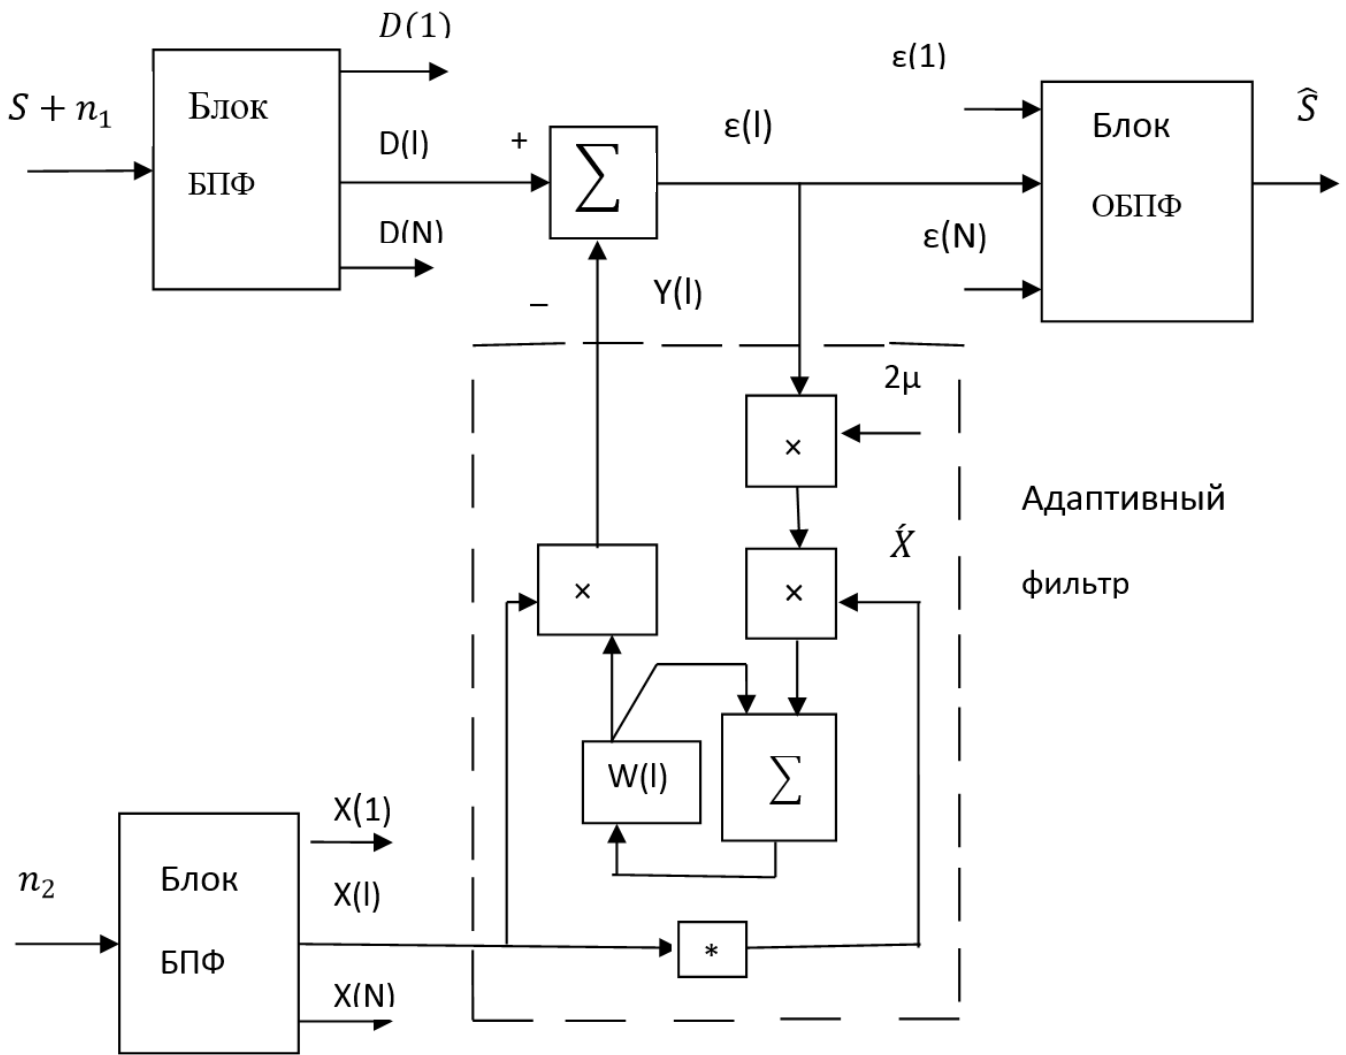 D(1)
S + n₁
Блок
БПФ
D(l)
D(N)
+
∑
ε(l)
ε(1)
ε(N)
Блок
ОБПФ
Ŝ
−
Y(l)
2μ
×
X́
×
×
Адаптивный
фильтр
W(l)
∑
n₂
Блок
БПФ
X(1)
X(l)
X(N)
*